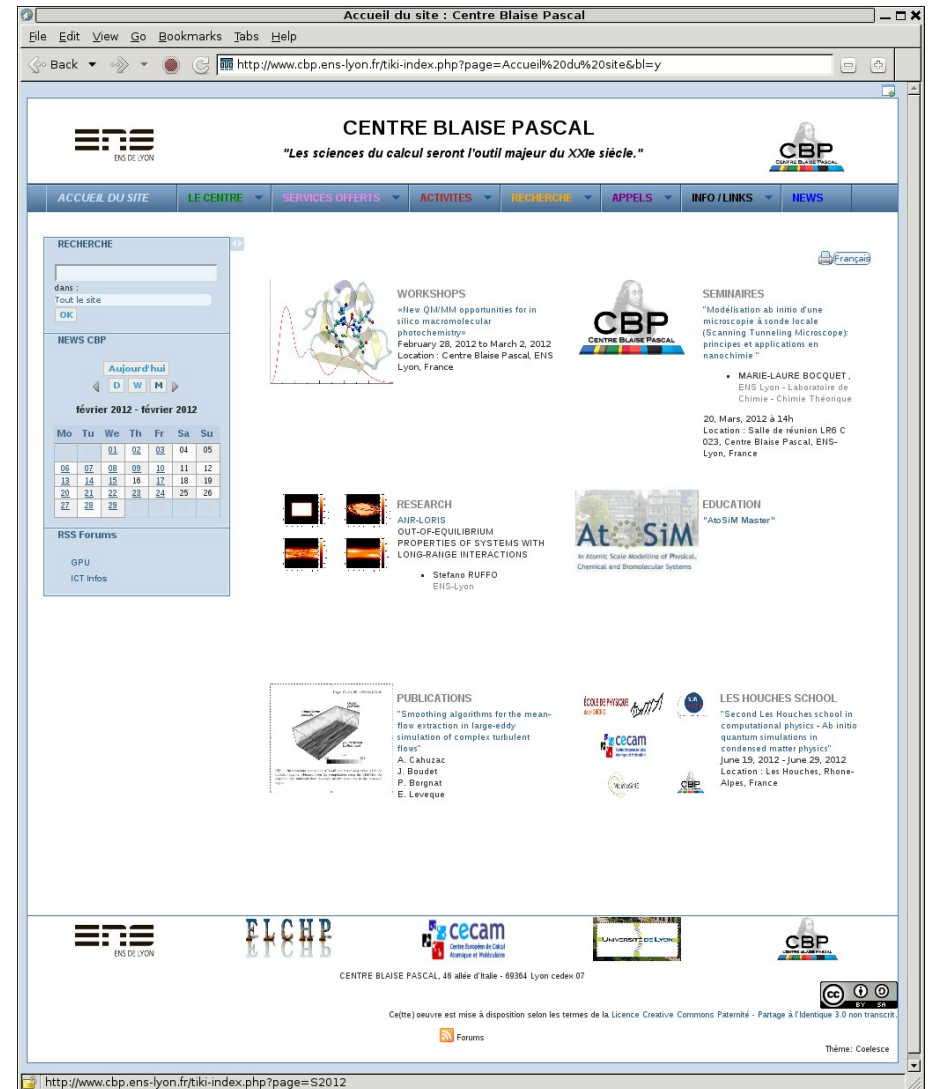 Accueil du site : Centre Blaise Pascal
File Edit View Go Bookmarks Tabs Help
Back http://www.cbp.ens-lyon.fr/tiki-index.php?page=Accueil%20du%20site&bl=y
ENS DE LYON
CENTRE BLAISE PASCAL
"Les sciences du calcul seront l'outil majeur du XXIe siècle."
CBP
CENTRE BLAISE PASCAL
ACCUEIL DU SITE LE CENTRE SERVICES OFFERTS ACTIVITES RECHERCHE APPELS INFO / LINKS NEWS
RECHERCHE
dans :
Tout le site
OK
NEWS CBP
Aujourd'hui
D W M
février 2012 - février 2012
Mo Tu We Th Fr Sa Su
01 02 03 04 05
06 07 08 09 10 11 12
13 14 15 16 17 18 19
20 21 22 23 24 25 26
27 28 29
RSS Forums
GPU
ICT Infos
Français
WORKSHOPS
«New QM/MM opportunities for in
silico macromolecular
photochemistry»
February 28, 2012 to March 2, 2012
Location : Centre Blaise Pascal, ENS
Lyon, France
CBP
CENTRE BLAISE PASCAL
SEMINAIRES
"Modélisation ab initio d'une
microscopie à sonde locale
(Scanning Tunneling Microscope):
principes et applications en
nanochimie "
• MARIE-LAURE BOCQUET ,
ENS Lyon - Laboratoire de
Chimie - Chimie Théorique
20, Mars, 2012 à 14h
Location : Salle de réunion LR6 C
023, Centre Blaise Pascal, ENS-
Lyon, France
RESEARCH
ANR-LORIS
OUT-OF-EQUILIBRIUM
PROPERTIES OF SYSTEMS WITH
LONG-RANGE INTERACTIONS
• Stefano RUFFO
ENS-Lyon
AtoSiM
in Atomic Scale Modelling of Physical,
Chemical and Biomolecular Systems
EDUCATION
"AtoSiM Master"
PUBLICATIONS
"Smoothing algorithms for the mean-
flow extraction in large-eddy
simulation of complex turbulent
flows"
A. Cahuzac
J. Boudet
P. Borgnat
E. Leveque
ÉCOLE DE PHYSIQUE
des HOUCHES
cecam
CBP
LES HOUCHES SCHOOL
"Second Les Houches school in
computational physics - Ab initio
quantum simulations in
condensed matter physics"
June 19, 2012 - June 29, 2012
Location : Les Houches, Rhone-
Alpes, France
ENS DE LYON
FLCHP
cecam
Centre Européen de Calcul
Atomique et Moléculaire
UNIVERSITÉ DE LYON
CBP
CENTRE BLAISE PASCAL
CENTRE BLAISE PASCAL, 46 allée d'Italie - 69364 Lyon cedex 07
cc BY SA
Ce(tte) oeuvre est mise à disposition selon les termes de la Licence Creative Commons Paternité - Partage à l'Identique 3.0 non transcrit.
Forums
Thème: Coelesce
http://www.cbp.ens-lyon.fr/tiki-index.php?page=S2012